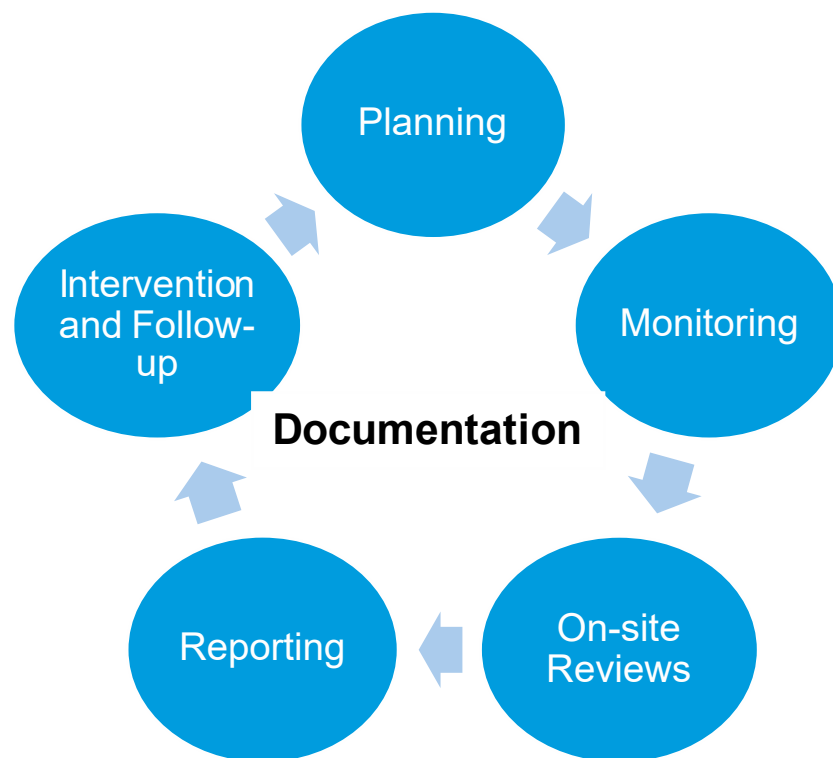 Planning
Monitoring
On-site
Reviews
Reporting
Intervention
and Follow-
up
Documentation